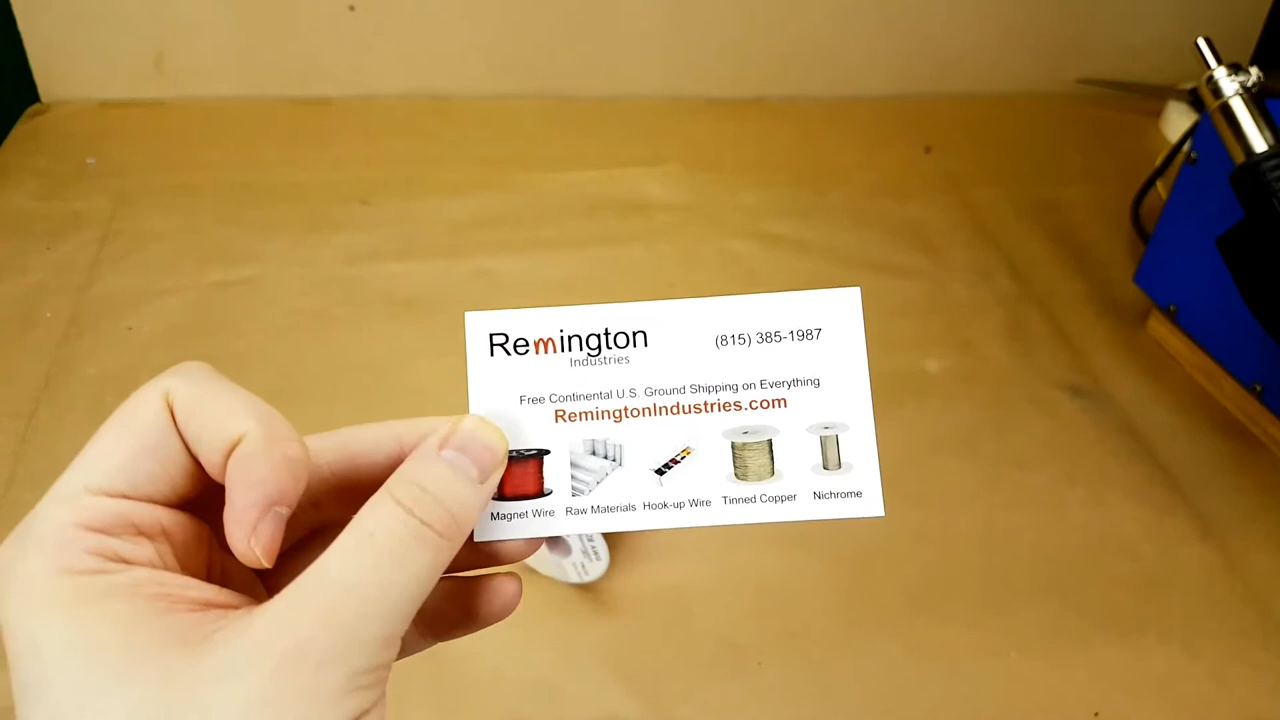 Remington
Industries
(815) 385-1987
Free Continental U.S. Ground Shipping on Everything
RemingtonIndustries.com
Magnet Wire
Raw Materials
Hook-up Wire
Tinned Copper
Nichrome
AWG